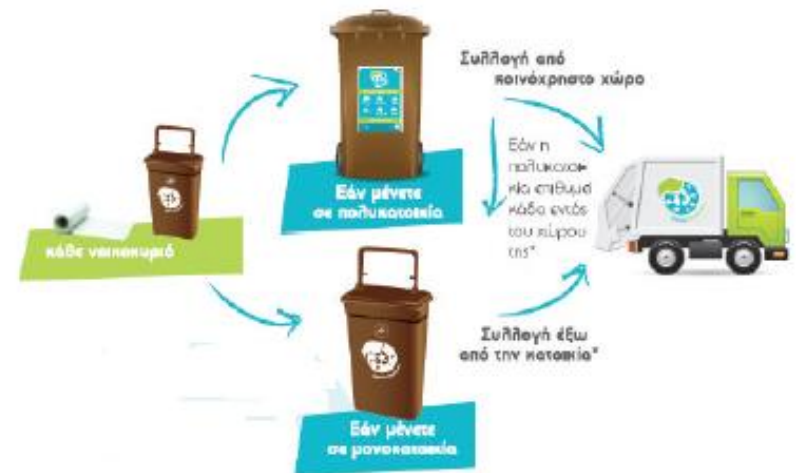 Συλλογή από
κοινόχρηστο χώρο
Εάν η
πολυκατοι-
κία επιθυμεί
κάδο εντός
του χώρου
της*
Εάν μένετε
σε πολυκατοικία
κάθε νοικοκυριό
Συλλογή έξω
από την κατοικία*
Εάν μένετε
σε μονοκατοικία